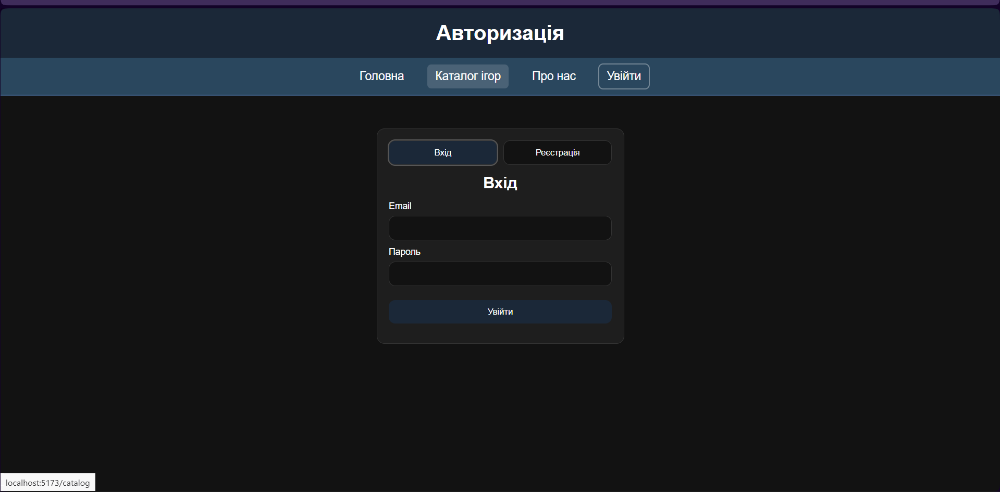 Авторизація
Головна Каталог ігор Про нас Увійти
Вхід Реєстрація
Вхід
Email
Пароль
Увійти
localhost:5173/catalog